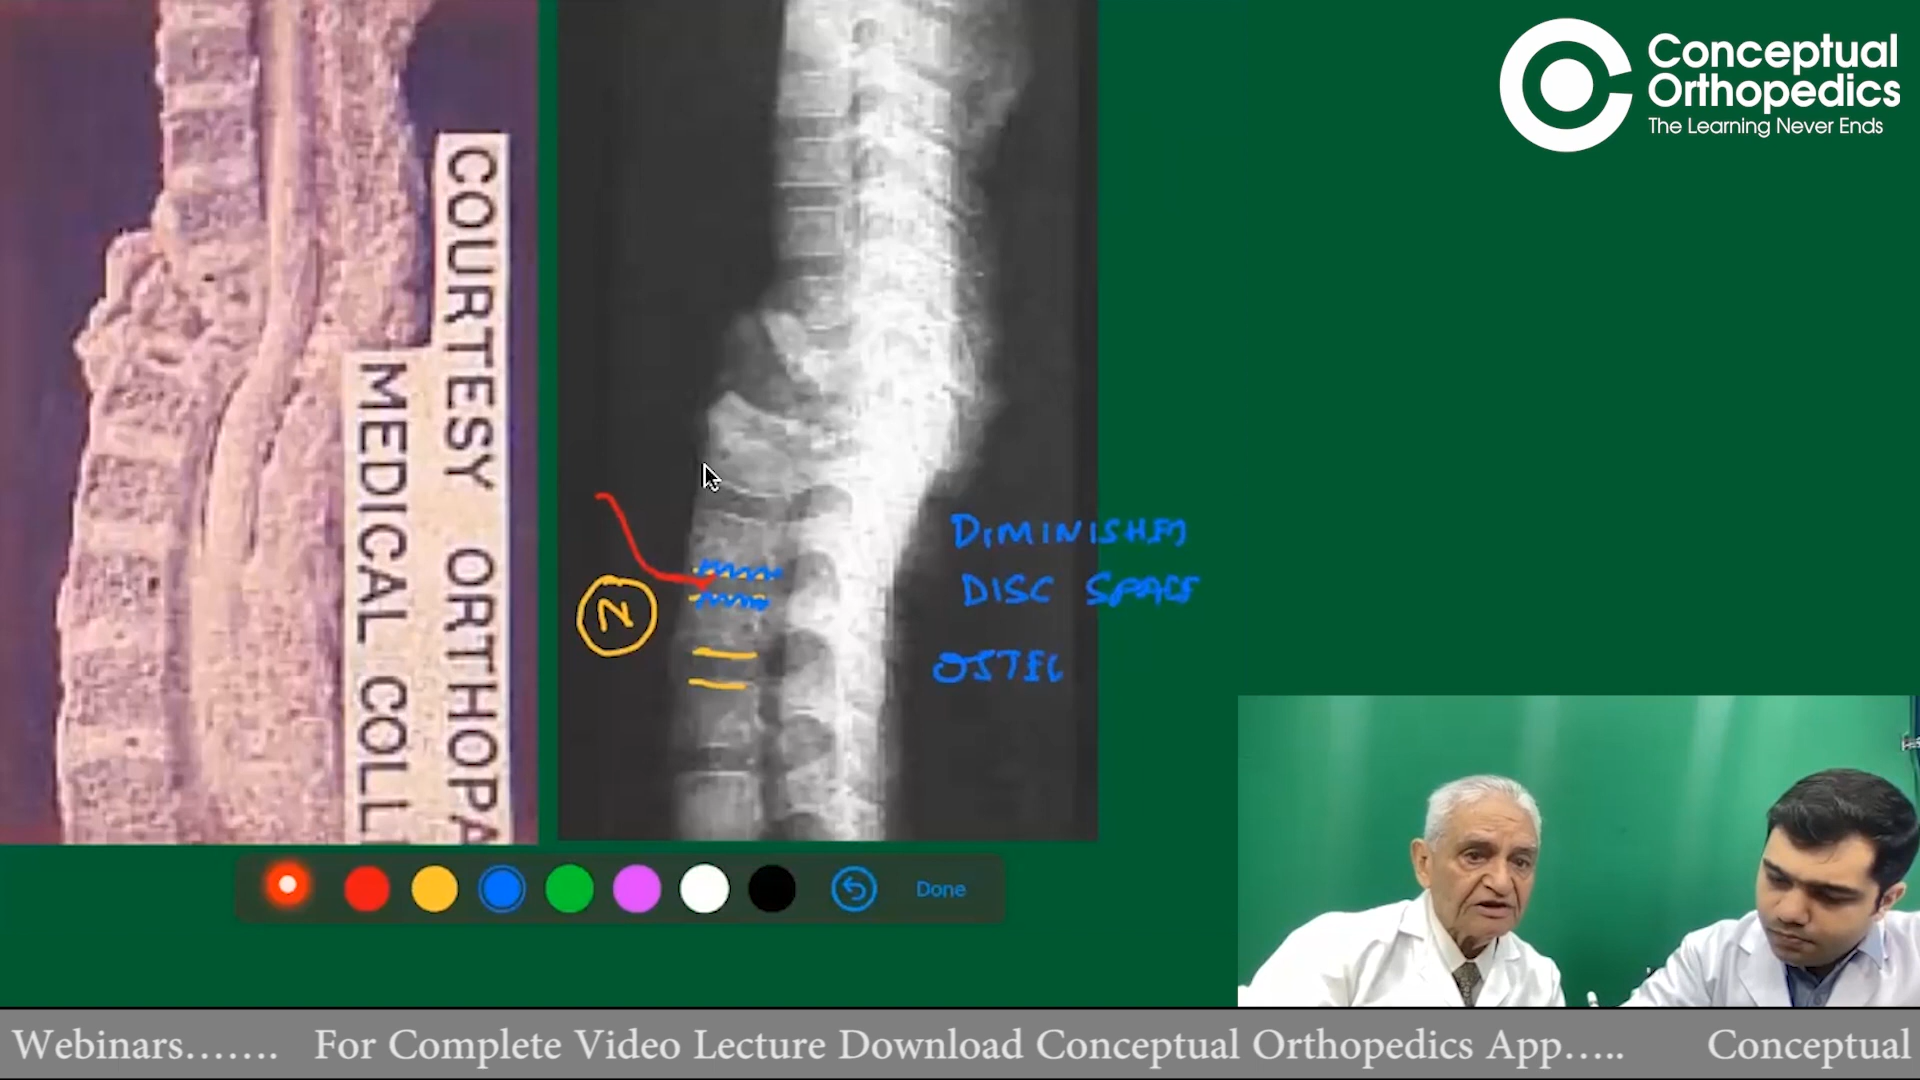 Conceptual
Orthopedics
The Learning Never Ends
COURTESY ORTHOPA
MEDICAL COLL
DIMINISHED
DISC SPACE
OSTEO
N
Done
Webinars....... For Complete Video Lecture Download Conceptual Orthopedics App..... Conceptual